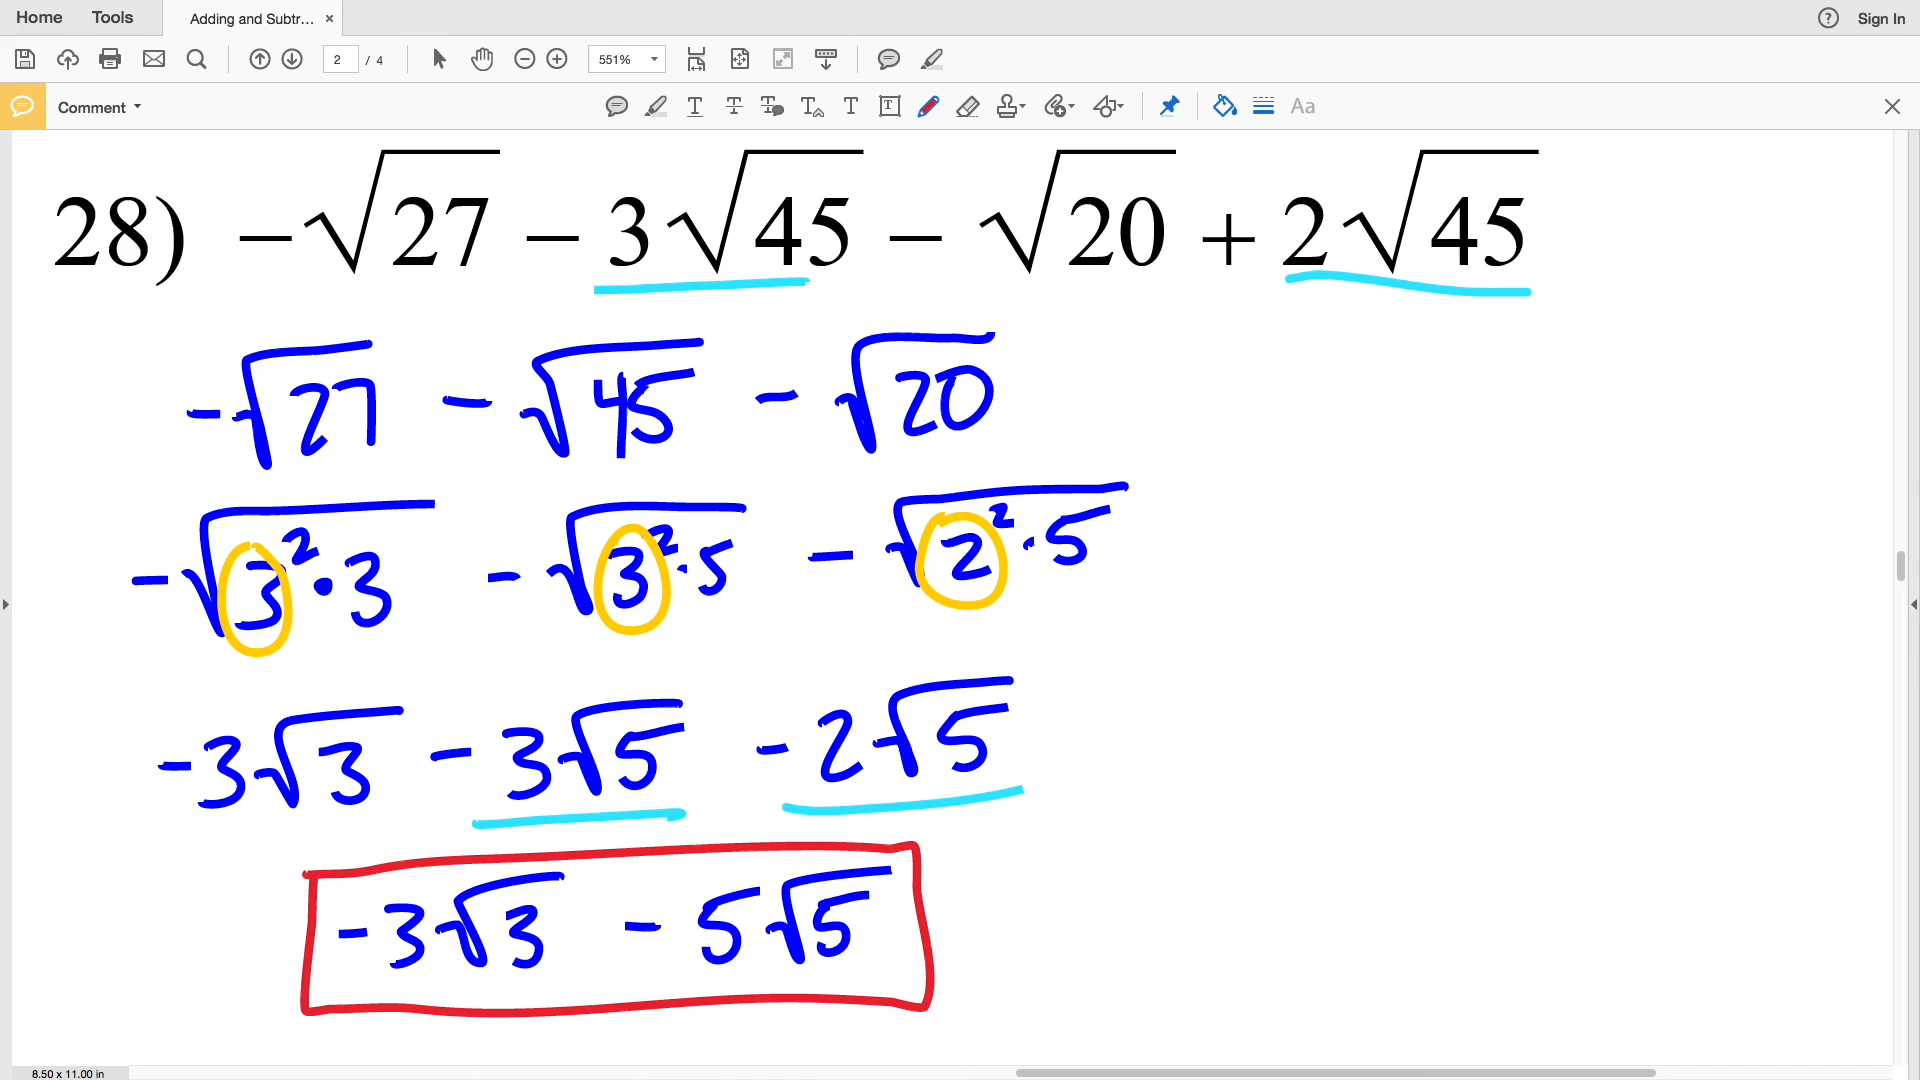 Home Tools Adding and Subtr... × ? Sign In
2 / 4 551%
Comment Aa
28) −√27 − 3√45 − √20 + 2√45
-√27 - √45 - √20
-√3²·3 - √3²·5 - √2²·5
-3√3 - 3√5 - 2√5
-3√3 - 5√5
8.50 x 11.00 in